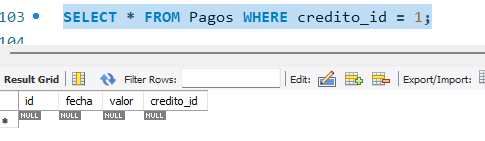 103 SELECT * FROM Pagos WHERE credito_id = 1;
104
Result Grid Filter Rows: Edit: Export/Import:
id fecha valor credito_id
* NULL NULL NULL NULL